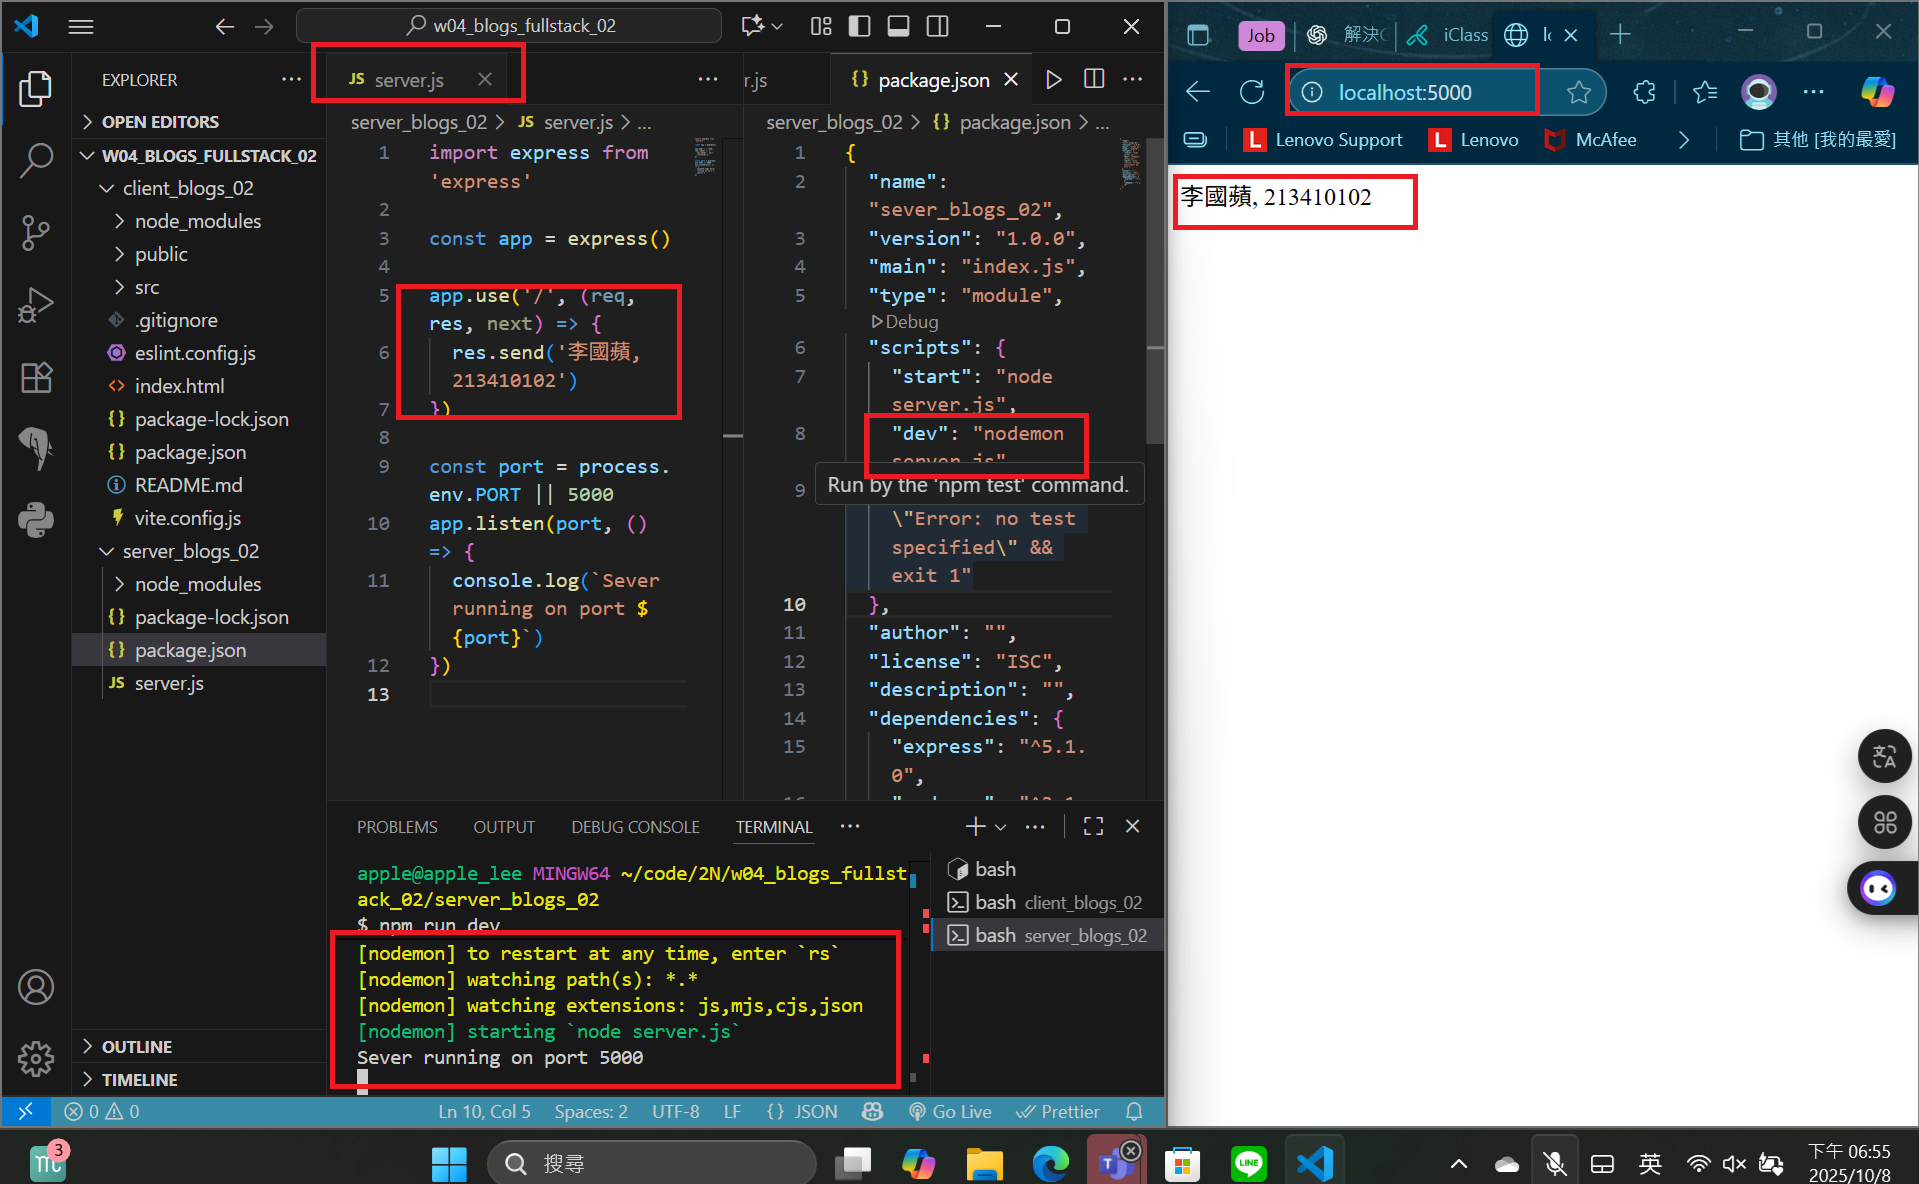 w04_blogs_fullstack_02
EXPLORER
OPEN EDITORS
W04_BLOGS_FULLSTACK_02
client_blogs_02
node_modules
public
src
.gitignore
eslint.config.js
index.html
package-lock.json
package.json
README.md
vite.config.js
server_blogs_02
node_modules
package-lock.json
package.json
JS server.js
OUTLINE
TIMELINE
JS server.js
server_blogs_02 > JS server.js > ...
1 import express from
'express'
2
3 const app = express()
4
5 app.use('/', (req,
res, next) => {
6 res.send('李國蘋,
213410102')
7 })
8
9 const port = process.
env.PORT || 5000
10 app.listen(port, ()
=> {
11 console.log(`Sever
running on port $
{port}`)
12 })
13
r.js
{} package.json
server_blogs_02 > {} package.json > ...
1 {
2 "name":
"sever_blogs_02",
3 "version": "1.0.0",
4 "main": "index.js",
5 "type": "module",
Debug
6 "scripts": {
7 "start": "node
server.js",
8 "dev": "nodemon
server.js"
Run by the 'npm test' command.
9
\"Error: no test
specified\" &&
exit 1"
10 },
11 "author": "",
12 "license": "ISC",
13 "description": "",
14 "dependencies": {
15 "express": "^5.1.
0",
PROBLEMS OUTPUT DEBUG CONSOLE TERMINAL
apple@apple_lee MINGW64 ~/code/2N/w04_blogs_fullst
ack_02/server_blogs_02
$ npm run dev
[nodemon] to restart at any time, enter `rs`
[nodemon] watching path(s): *.*
[nodemon] watching extensions: js,mjs,cjs,json
[nodemon] starting `node server.js`
Sever running on port 5000
bash
bash client_blogs_02
bash server_blogs_02
0 0 Ln 10, Col 5 Spaces: 2 UTF-8 LF {} JSON Go Live Prettier
Job 解決 iClass
localhost:5000
L Lenovo Support L Lenovo McAfee 其他 [我的最愛]
李國蘋, 213410102
3
搜尋
LINE
英
下午 06:55
2025/10/8